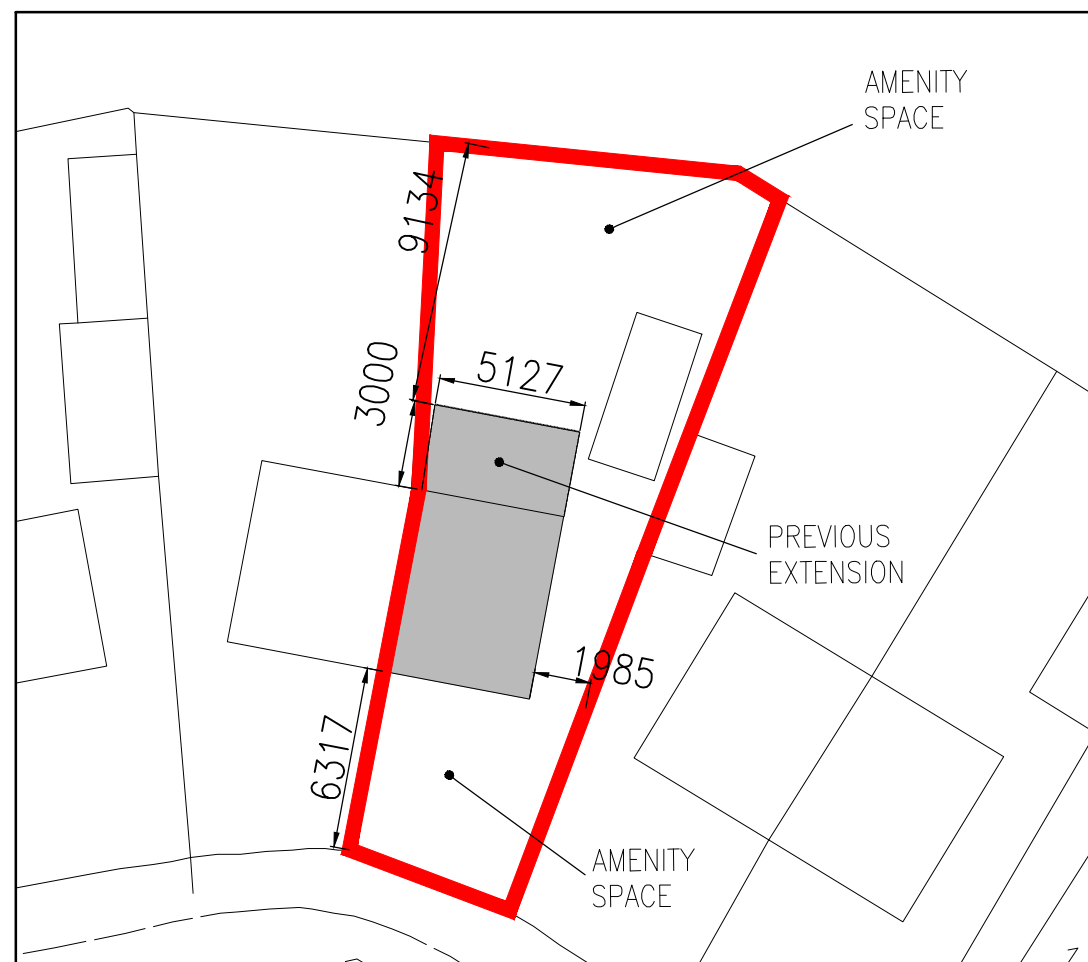 AMENITY
SPACE
9134
3000
5127
PREVIOUS
EXTENSION
1985
6317
AMENITY
SPACE